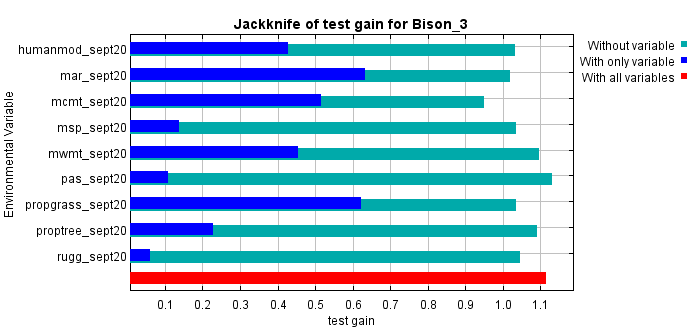 Jackknife of test gain for Bison_3
Environmental Variable
humanmod_sept20
mar_sept20
mcmt_sept20
msp_sept20
mwmt_sept20
pas_sept20
propgrass_sept20
proptree_sept20
rugg_sept20
Without variable
With only variable
With all variables
0.1 0.2 0.3 0.4 0.5 0.6 0.7 0.8 0.9 1.0 1.1
test gain